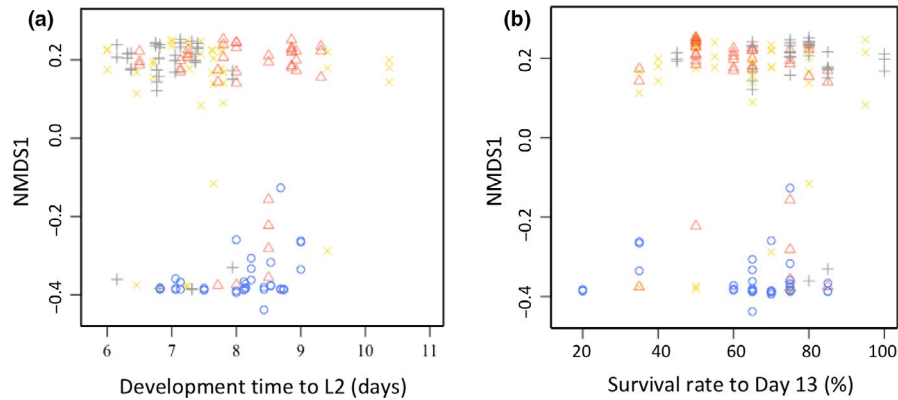 (a)
NMDS1
0.2
0.0
−0.2
−0.4
6 7 8 9 10 11
Development time to L2 (days)
(b)
NMDS1
0.2
0.0
−0.2
−0.4
20 40 60 80 100
Survival rate to Day 13 (%)